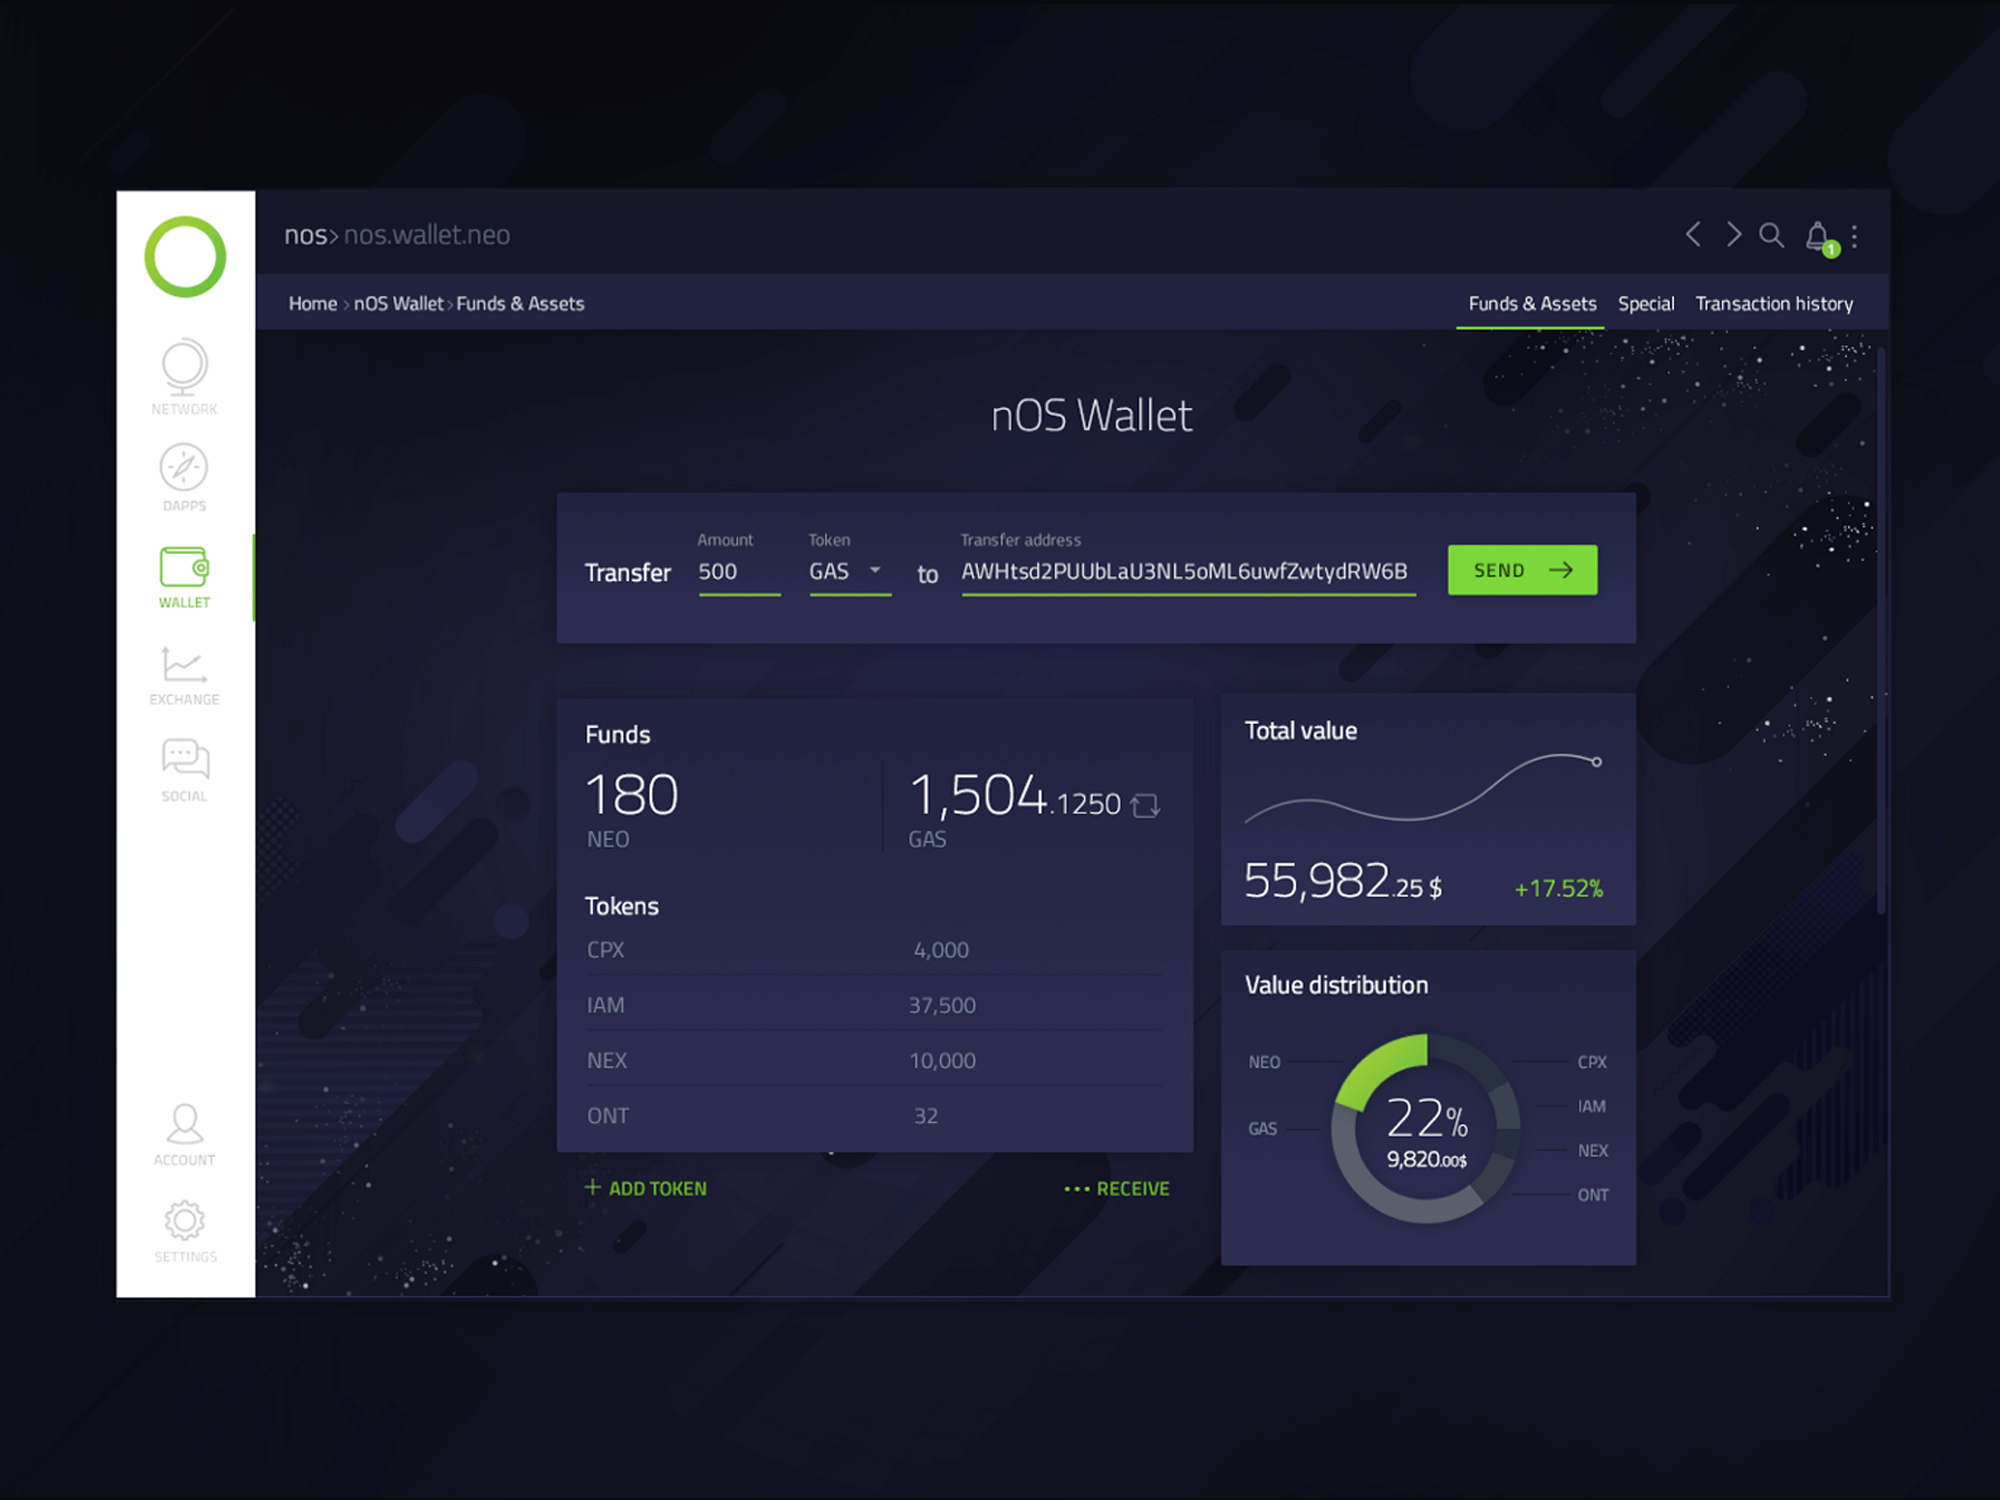 nos> nos.wallet.neo
1
Home > nOS Wallet > Funds & Assets
Funds & Assets Special Transaction history
NETWORK
DAPPS
WALLET
EXCHANGE
SOCIAL
ACCOUNT
SETTINGS
nOS Wallet
Amount Token Transfer address
Transfer 500 GAS to AWHtsd2PUUbLaU3NL5oML6uwfZwtydRW6B SEND
Funds
180 1,504.1250
NEO GAS
Tokens
CPX 4,000
IAM 37,500
NEX 10,000
ONT 32
+ ADD TOKEN ••• RECEIVE
Total value
55,982.25 $ +17.52%
Value distribution
NEO CPX
IAM
GAS 22% NEX
9,820.00$
ONT